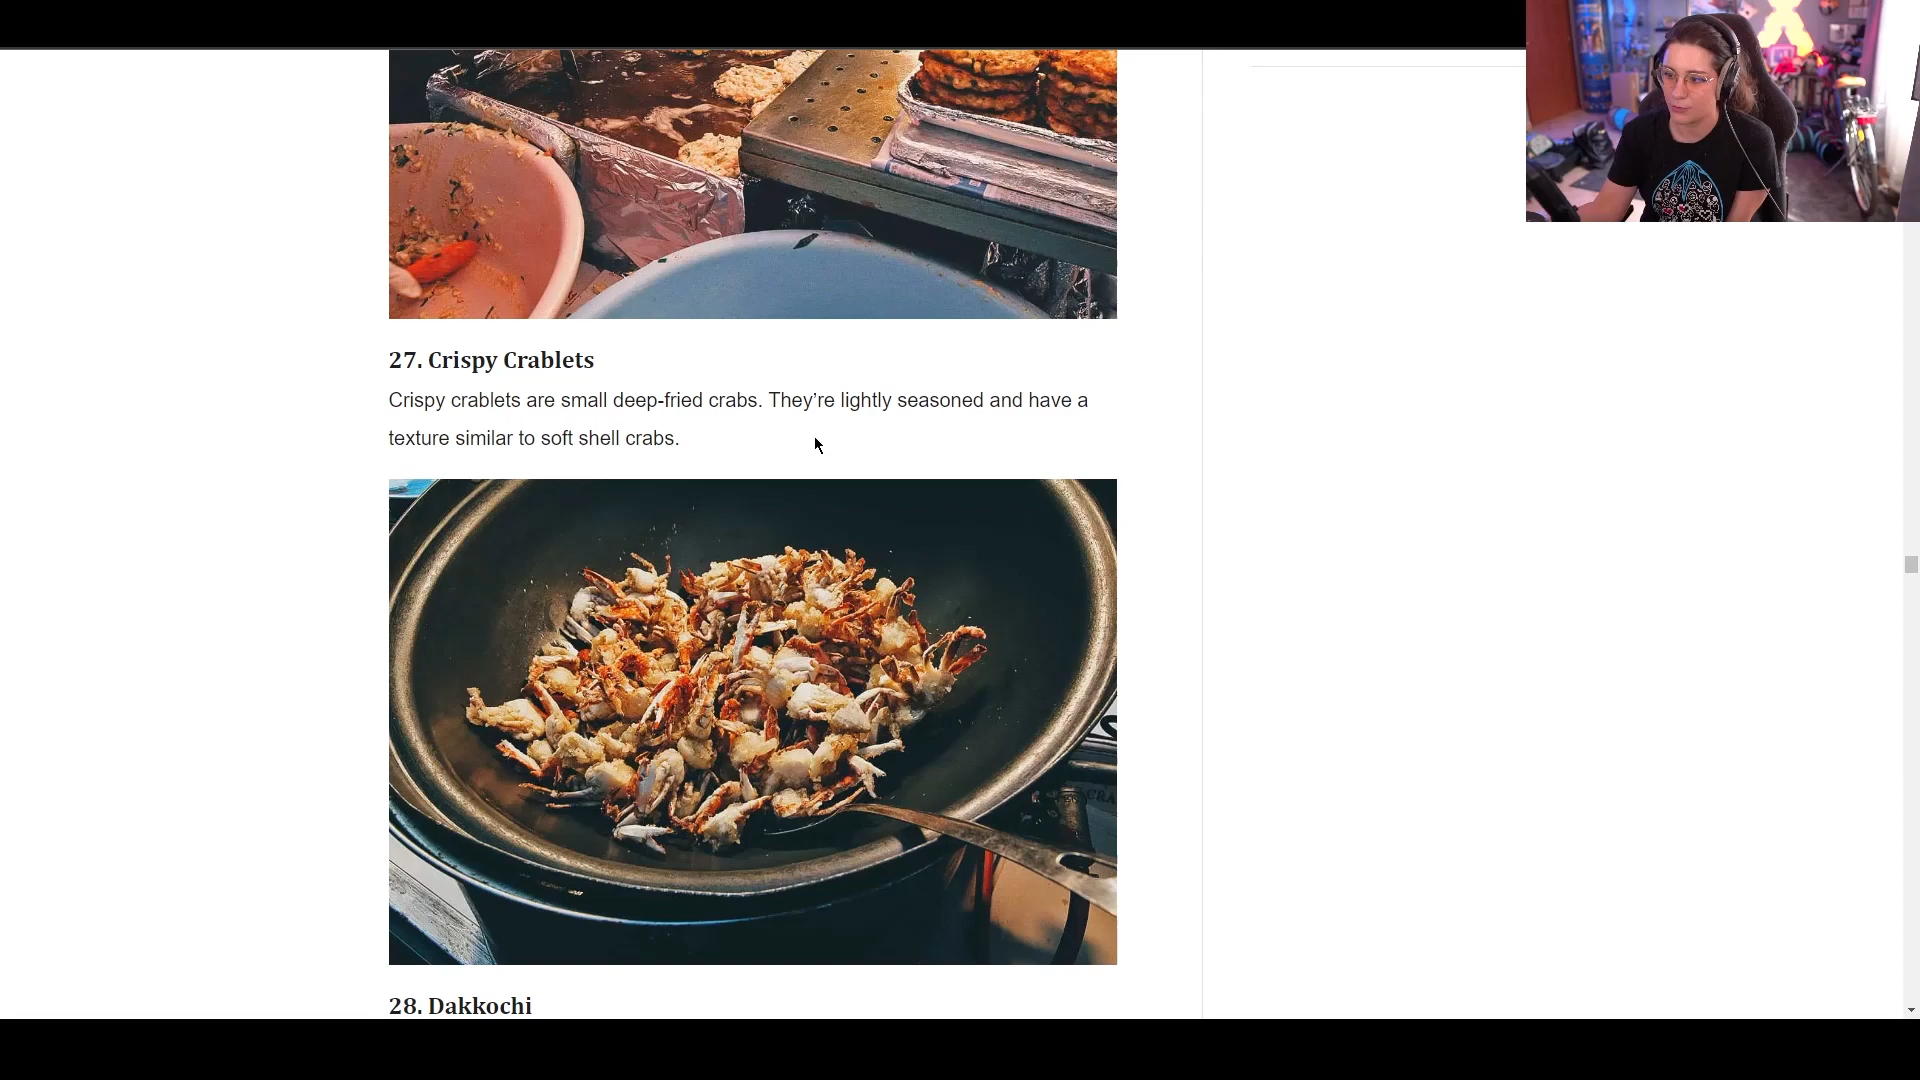 27. Crispy Crablets
Crispy crablets are small deep-fried crabs. They’re lightly seasoned and have a
texture similar to soft shell crabs.
28. Dakkochi